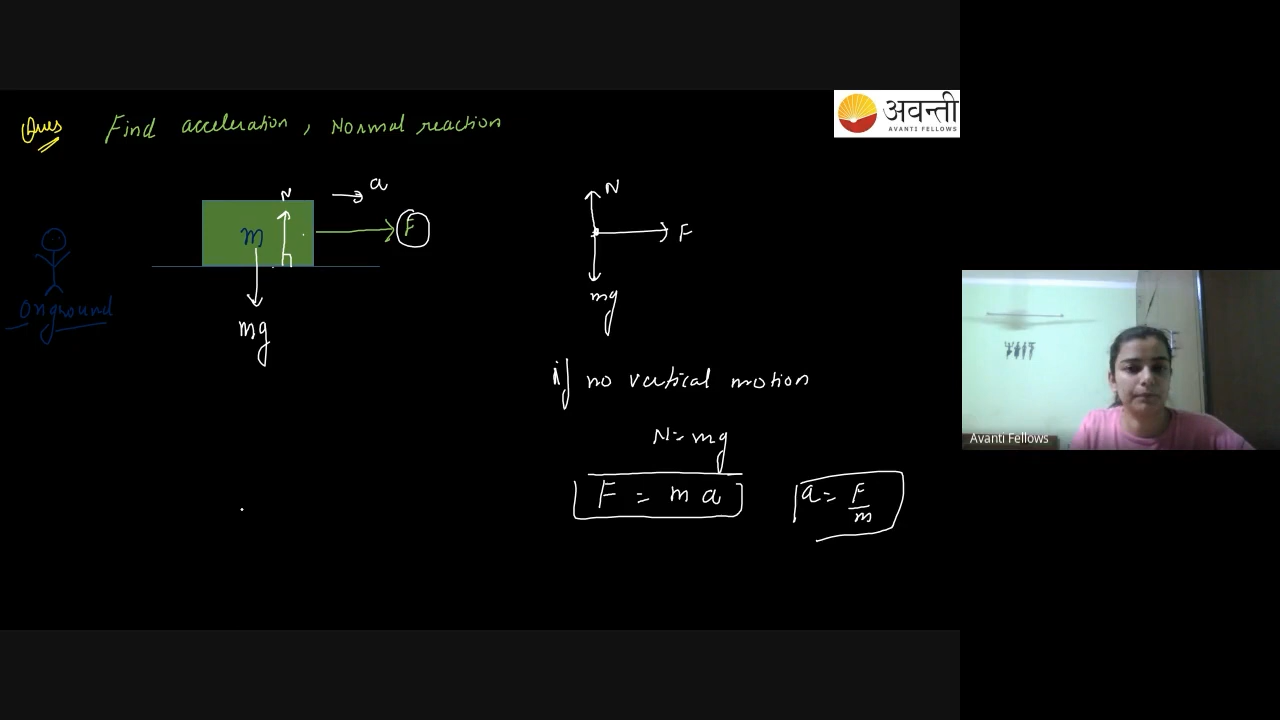 Ques Find acceleration, Normal reaction
अवन्ती
AVANTI FELLOWS
N
a
m
F
mg
On ground
N
F
mg
if no vertical motion
N = mg
F = ma
a = F/m
Avanti Fellows